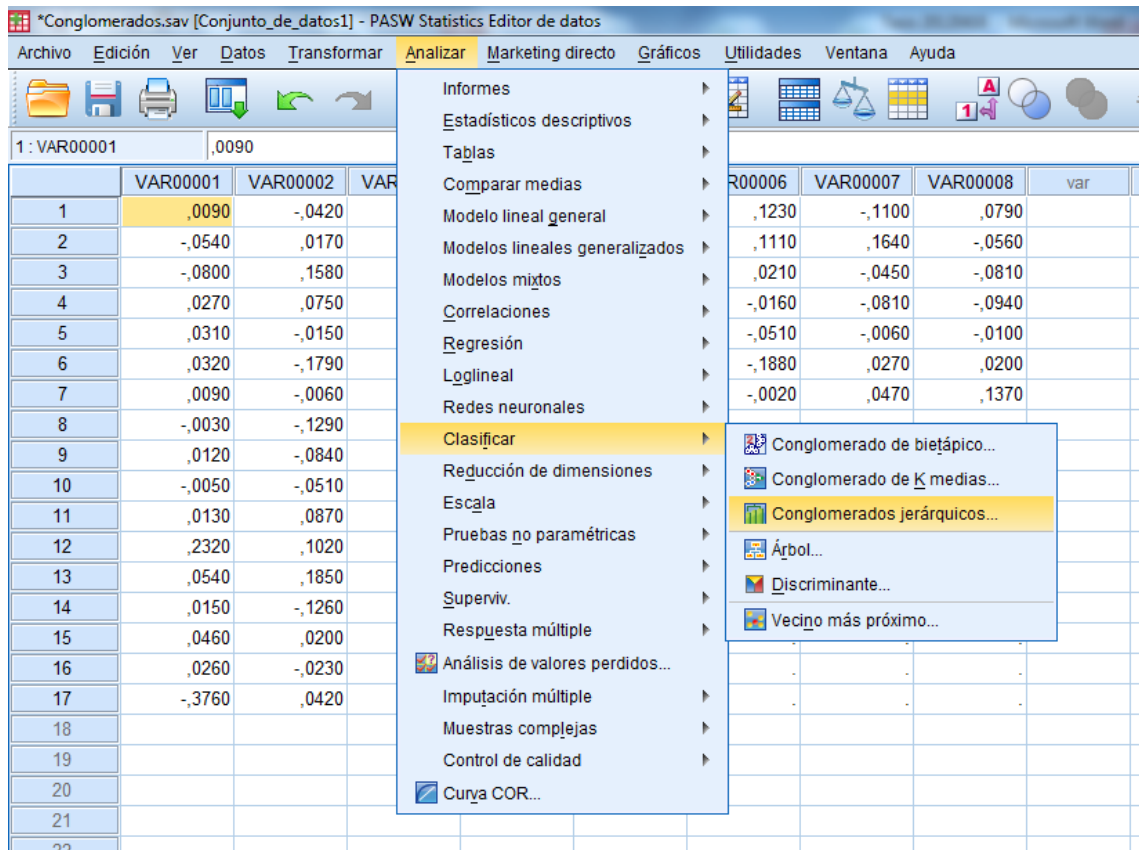 *Conglomerados.sav [Conjunto_de_datos1] - PASW Statistics Editor de datos
Archivo Edición Ver Datos Transformar Analizar Marketing directo Gráficos Utilidades Ventana Ayuda
A
1
1 : VAR00001 ,0090
VAR00001 VAR00002 VAR R00006 VAR00007 VAR00008 var
1 ,0090 -,0420 ,1230 -,1100 ,0790
2 -,0540 ,0170 ,1110 ,1640 -,0560
3 -,0800 ,1580 ,0210 -,0450 -,0810
4 ,0270 ,0750 -,0160 -,0810 -,0940
5 ,0310 -,0150 -,0510 -,0060 -,0100
6 ,0320 -,1790 -,1880 ,0270 ,0200
7 ,0090 -,0060 -,0020 ,0470 ,1370
8 -,0030 -,1290
9 ,0120 -,0840
10 -,0050 -,0510
11 ,0130 ,0870
12 ,2320 ,1020
13 ,0540 ,1850
14 ,0150 -,1260
15 ,0460 ,0200 . . .
16 ,0260 -,0230 . . .
17 -,3760 ,0420 . . .
18
19
20
21
Informes
Estadísticos descriptivos
Tablas
Comparar medias
Modelo lineal general
Modelos lineales generalizados
Modelos mixtos
Correlaciones
Regresión
Loglineal
Redes neuronales
Clasificar
Reducción de dimensiones
Escala
Pruebas no paramétricas
Predicciones
Superviv.
Respuesta múltiple
Análisis de valores perdidos...
Imputación múltiple
Muestras complejas
Control de calidad
Curva COR...
Conglomerado de bietápico...
Conglomerado de K medias...
Conglomerados jerárquicos...
Árbol...
Discriminante...
Vecino más próximo...